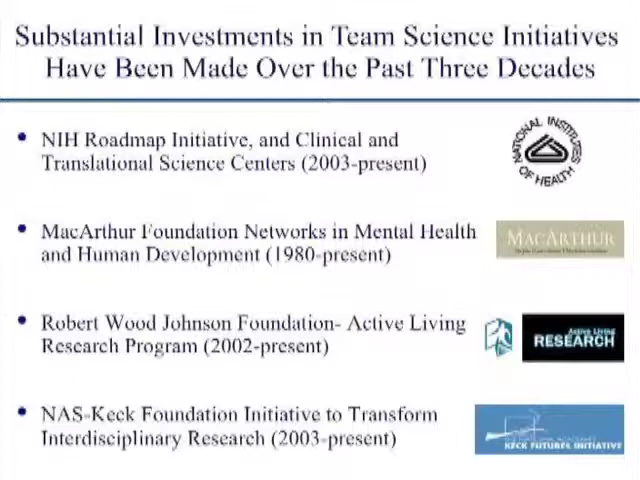 Substantial Investments in Team Science Initiatives
Have Been Made Over the Past Three Decades
• NIH Roadmap Initiative, and Clinical and
Translational Science Centers (2003-present)
NATIONAL INSTITUTES
OF HEALTH
• MacArthur Foundation Networks in Mental Health
and Human Development (1980-present)
MACARTHUR
• Robert Wood Johnson Foundation- Active Living
Research Program (2002-present)
Active Living
RESEARCH
• NAS-Keck Foundation Initiative to Transform
Interdisciplinary Research (2003-present)
KECK FUTURES INITIATIVE